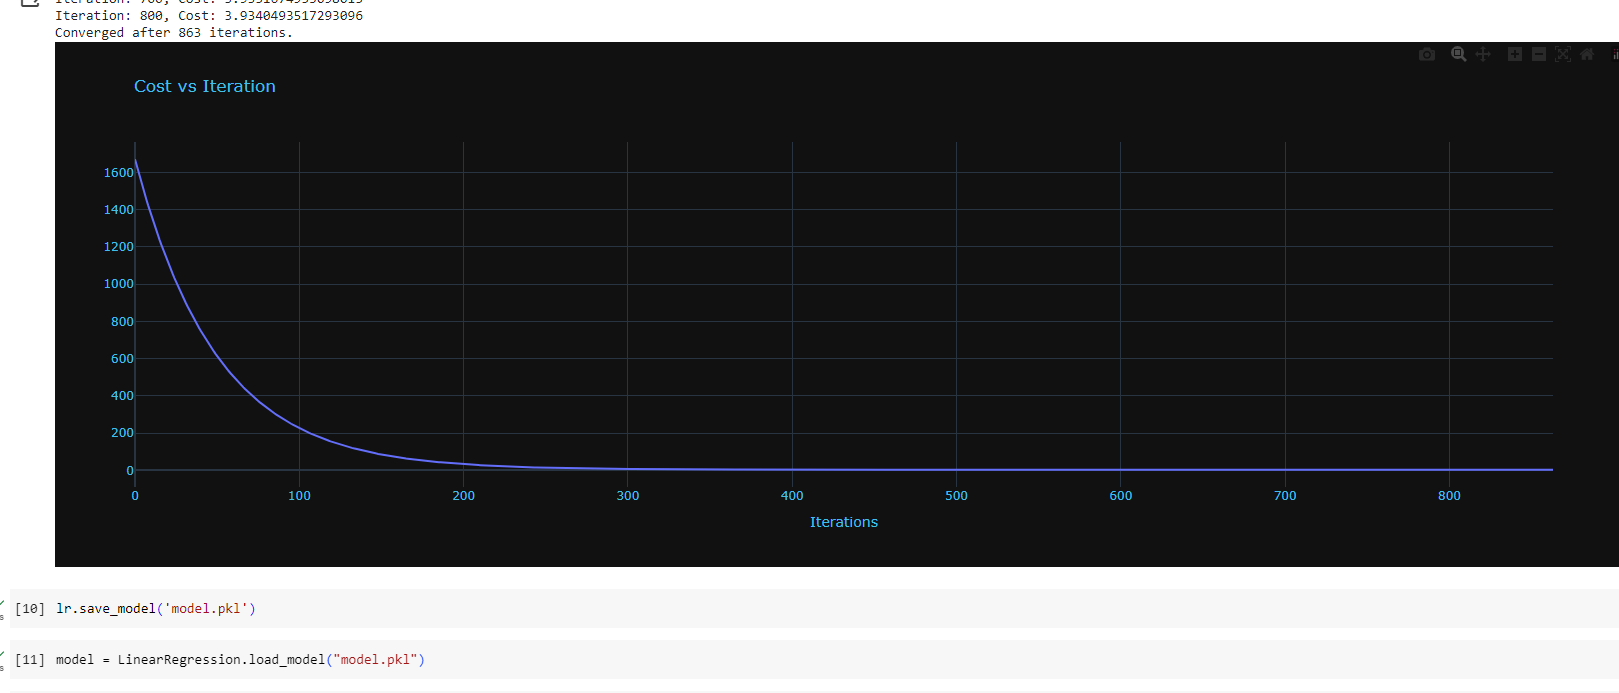 Iteration: 800, Cost: 3.9340493517293096
Converged after 863 iterations.
Cost vs Iteration
1600
1400
1200
1000
800
600
400
200
0
0 100 200 300 400 500 600 700 800
Iterations
[10] lr.save_model('model.pkl')
[11] model = LinearRegression.load_model("model.pkl")